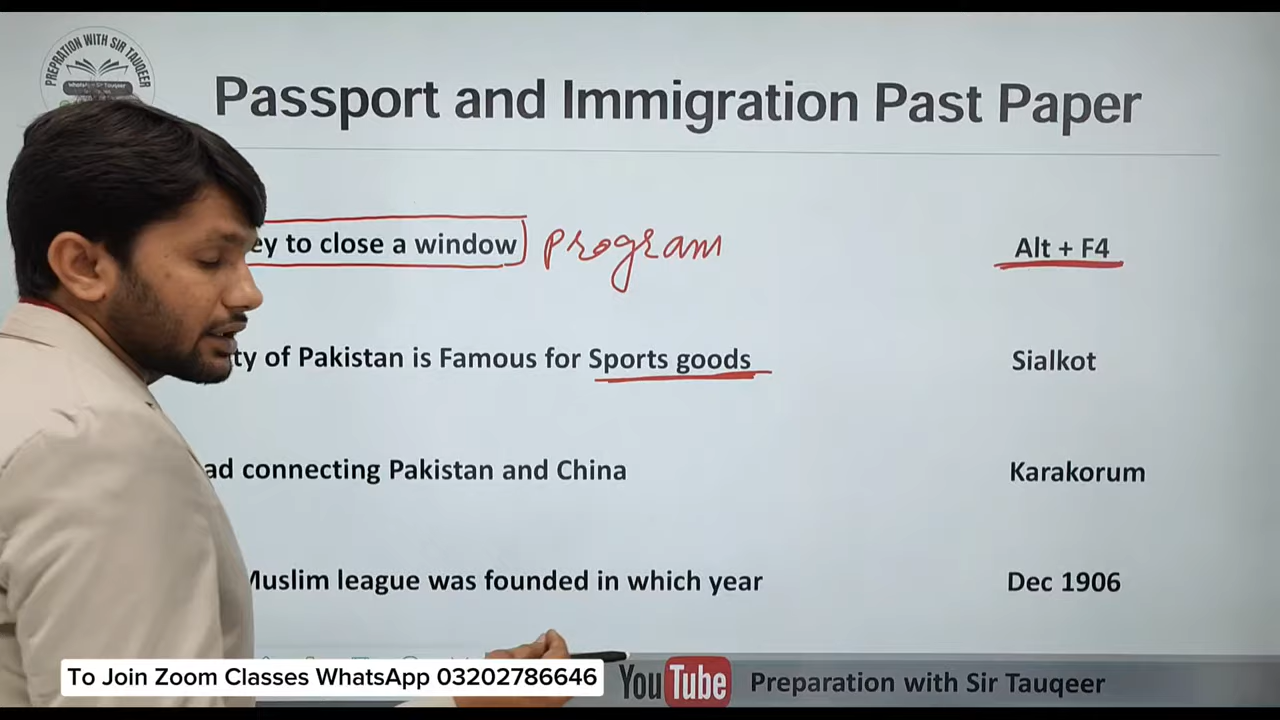 PREPRATION WITH SIR TAUQEER
Passport and Immigration Past Paper
ey to close a window program Alt + F4
ty of Pakistan is Famous for Sports goods Sialkot
ad connecting Pakistan and China Karakorum
Muslim league was founded in which year Dec 1906
To Join Zoom Classes WhatsApp 03202786646
YouTube Preparation with Sir Tauqeer